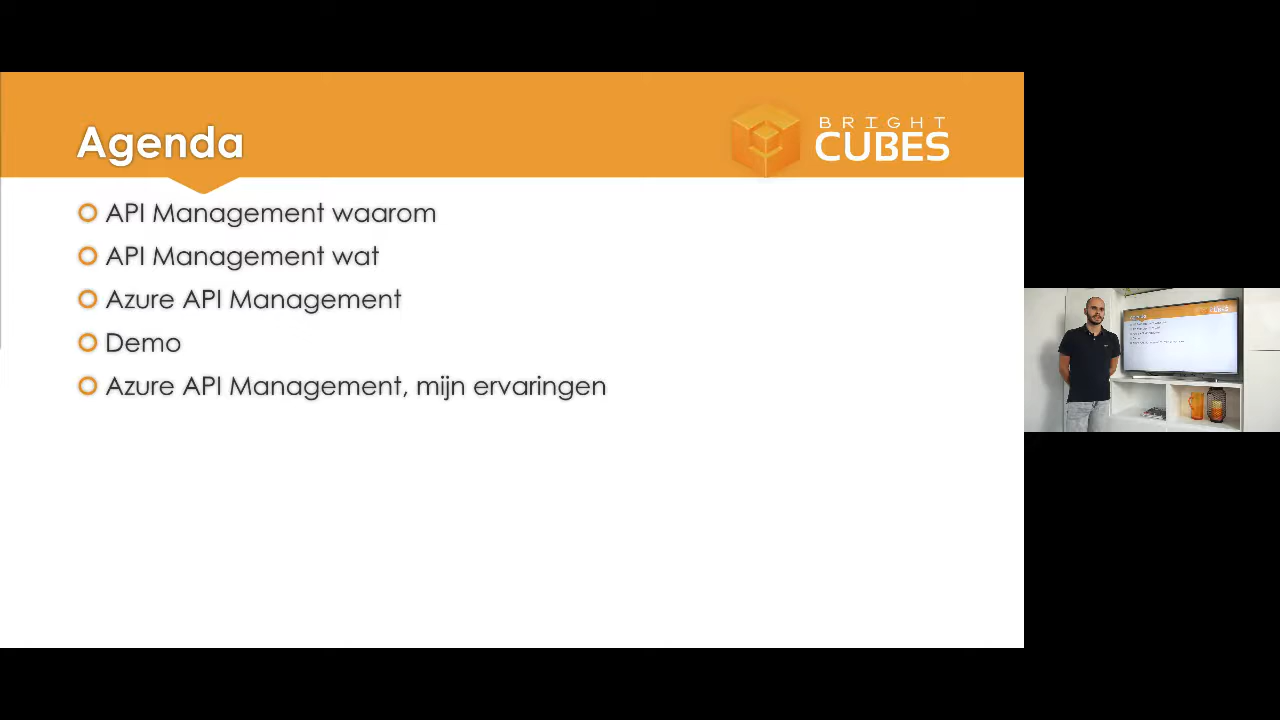 Agenda
BRIGHT
CUBES
API Management waarom
API Management wat
Azure API Management
Demo
Azure API Management, mijn ervaringen